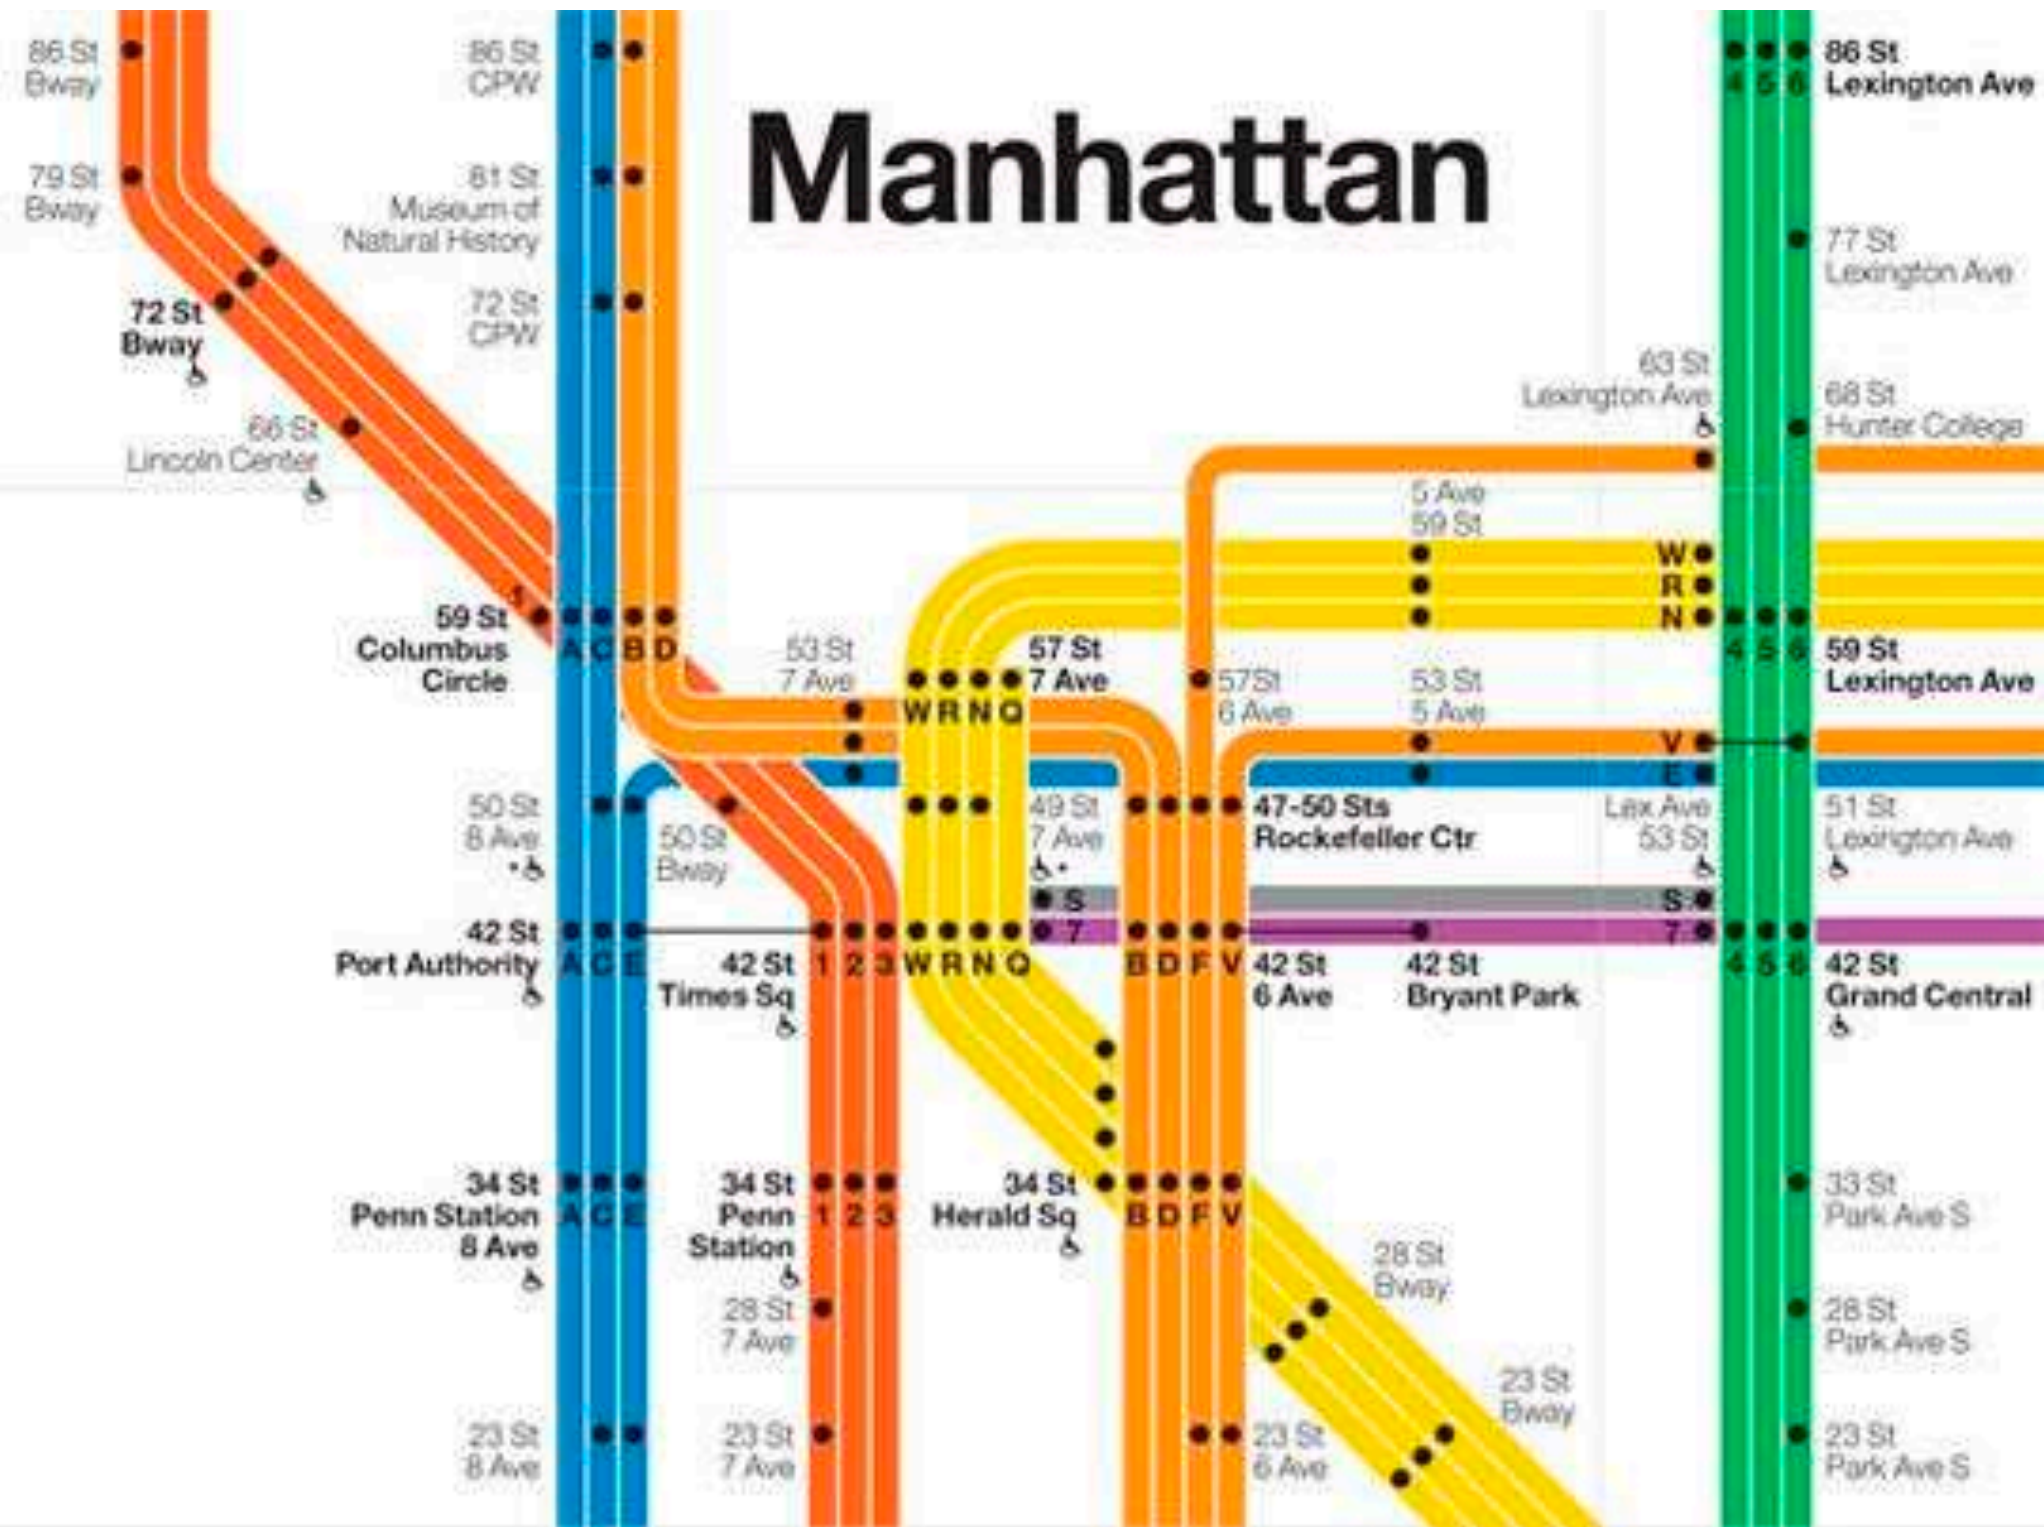 86 St
Bway
86 St
CPW
86 St
Lexington Ave
4 5 6
Manhattan
79 St
Bway
81 St
Museum of
Natural History
77 St
Lexington Ave
72 St
Bway
72 St
CPW
63 St
Lexington Ave
68 St
Hunter College
66 St
Lincoln Center
5 Ave
59 St
W
R
N
59 St
Columbus
Circle
1
A C B D
53 St
7 Ave
57 St
7 Ave
W R N Q
57 St
6 Ave
53 St
5 Ave
4 5 6
59 St
Lexington Ave
V
E
50 St
8 Ave
50 St
Bway
49 St
7 Ave
47-50 Sts
Rockefeller Ctr
Lex Ave
53 St
51 St
Lexington Ave
S
S
7
7
42 St
Port Authority
A C E
42 St
Times Sq
1 2 3 W R N Q
B D F V
42 St
6 Ave
42 St
Bryant Park
4 5 6
42 St
Grand Central
34 St
Penn Station
8 Ave
A C E
34 St
Penn
Station
1 2 3
34 St
Herald Sq
B D F V
33 St
Park Ave S
28 St
7 Ave
28 St
Bway
28 St
Park Ave S
23 St
8 Ave
23 St
7 Ave
23 St
6 Ave
23 St
Bway
23 St
Park Ave S